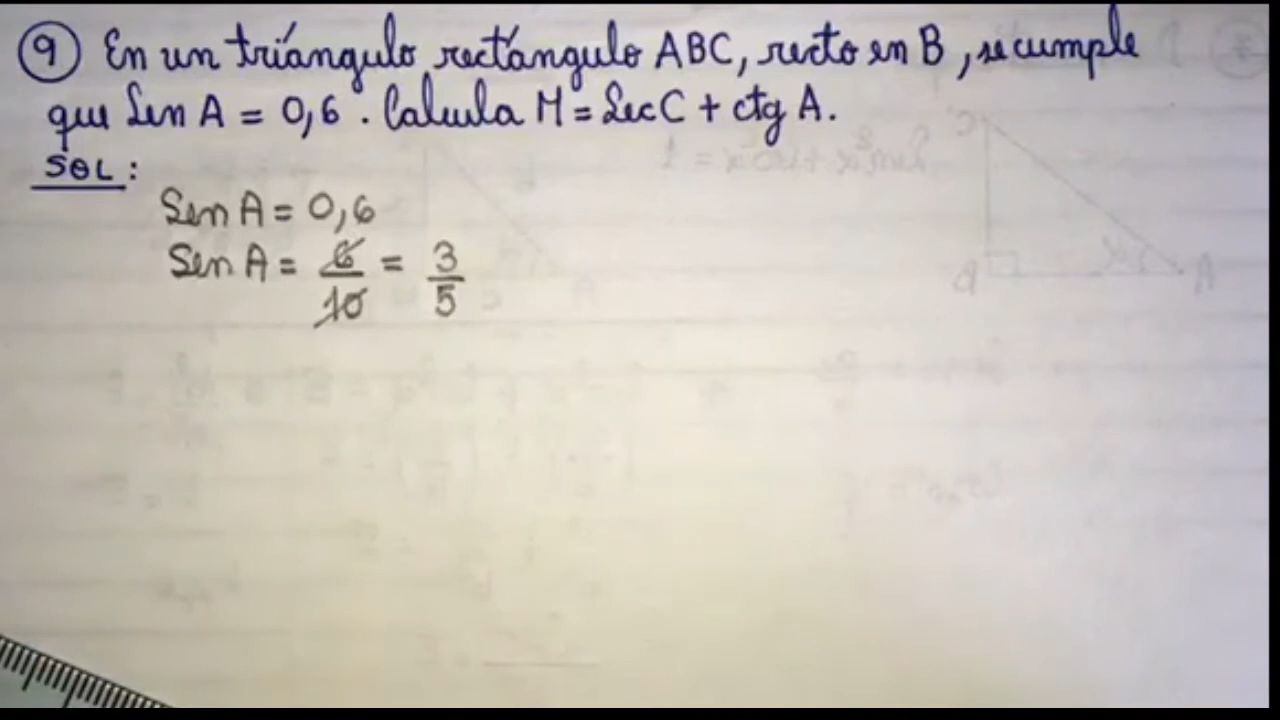 9 En un triángulo rectángulo ABC, recto en B, se cumple
que Sen A = 0,6. Calcula M = Sec C + ctg A.
SOL:
Sen A = 0,6
Sen A = 6/10 = 3/5